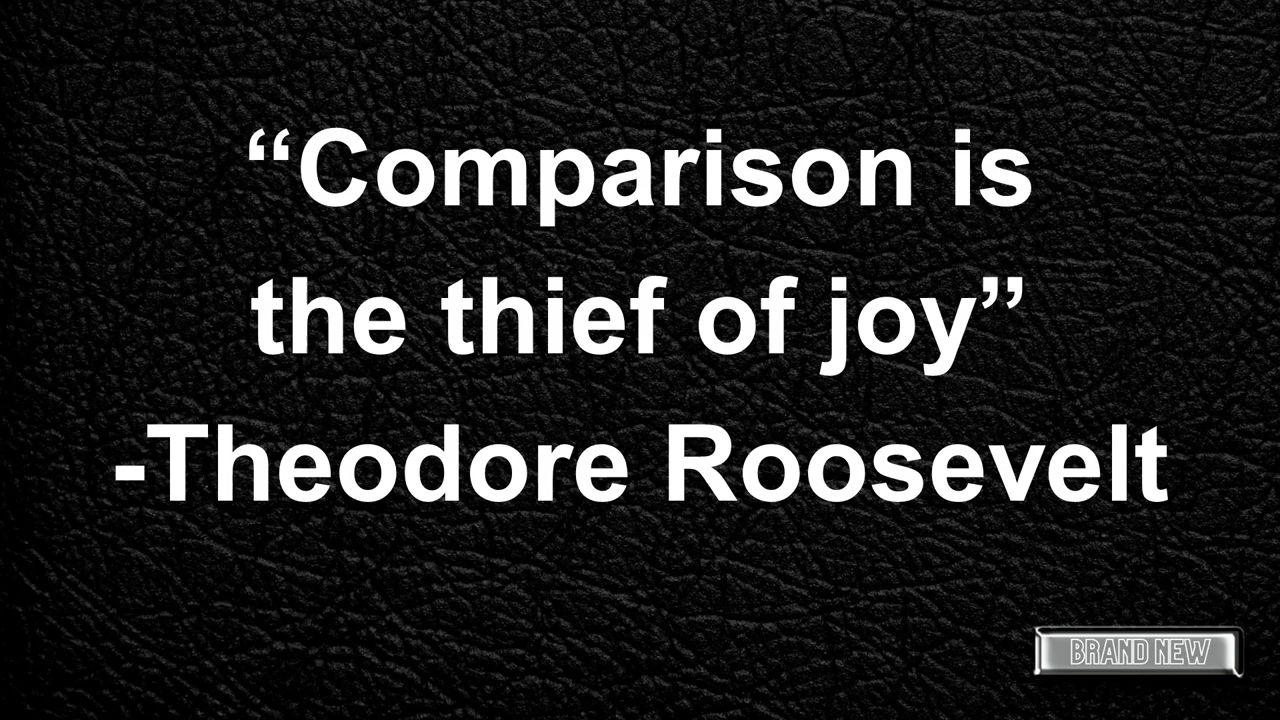 “Comparison is
the thief of joy”
-Theodore Roosevelt
BRAND NEW